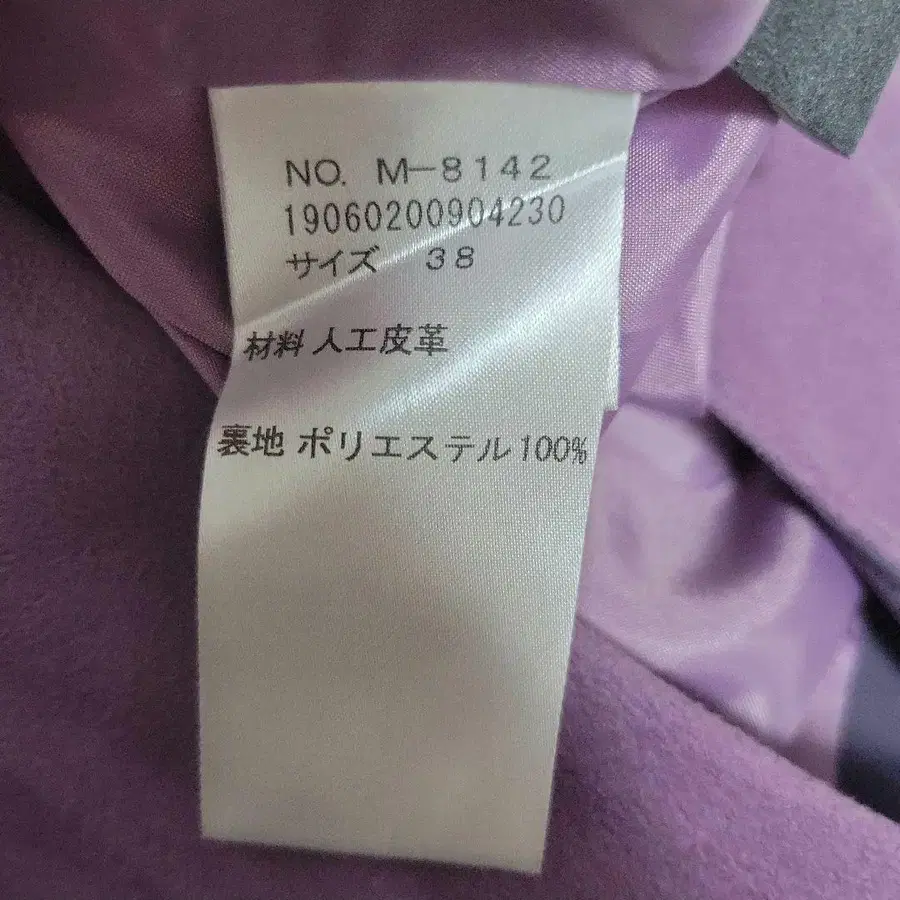 NO. M-8142
19060200904230
サイズ 38
材料 人工皮革
裏地 ポリエステル100%